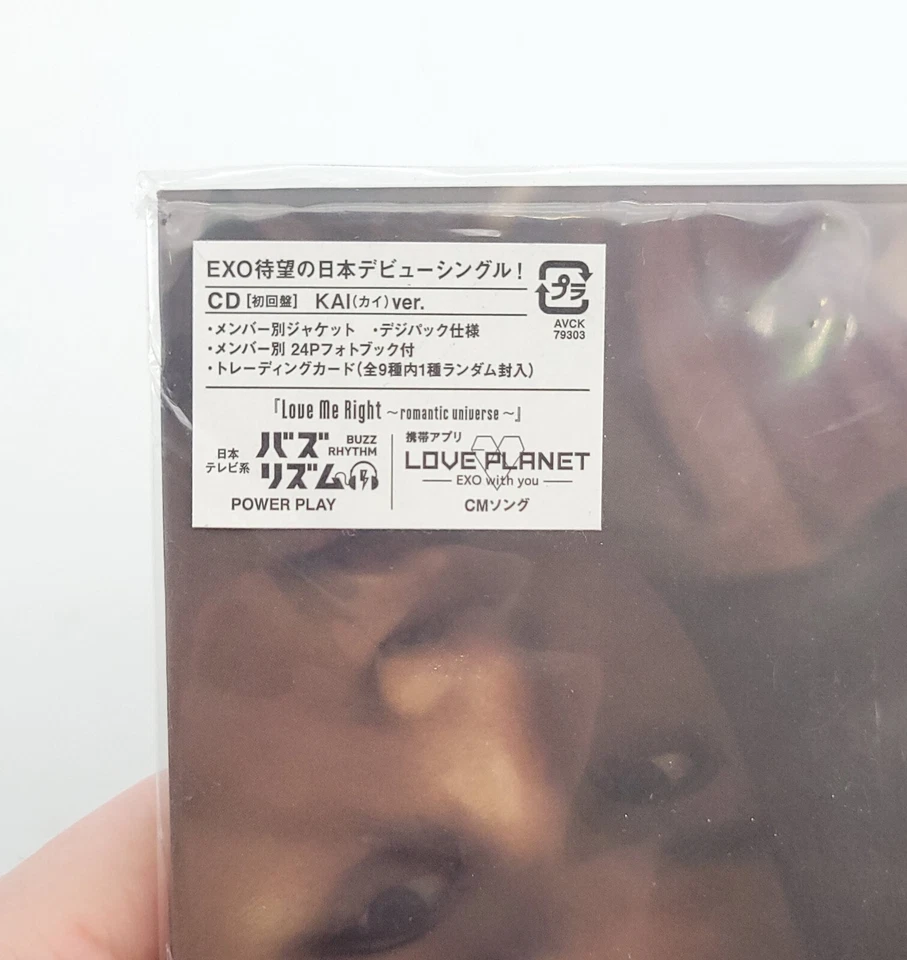 EXO待望の日本デビューシングル!
CD [初回盤] KAI(カイ)ver.
プラ
AVCK
79303
・メンバー別ジャケット ・デジパック仕様
・メンバー別 24Pフォトブック付
・トレーディングカード(全9種内1種ランダム封入)
『Love Me Right ～romantic universe～』
日本
テレビ系
バズ
リズム
BUZZ
RHYTHM
POWER PLAY
携帯アプリ
LOVE PLANET
EXO with you
CMソング